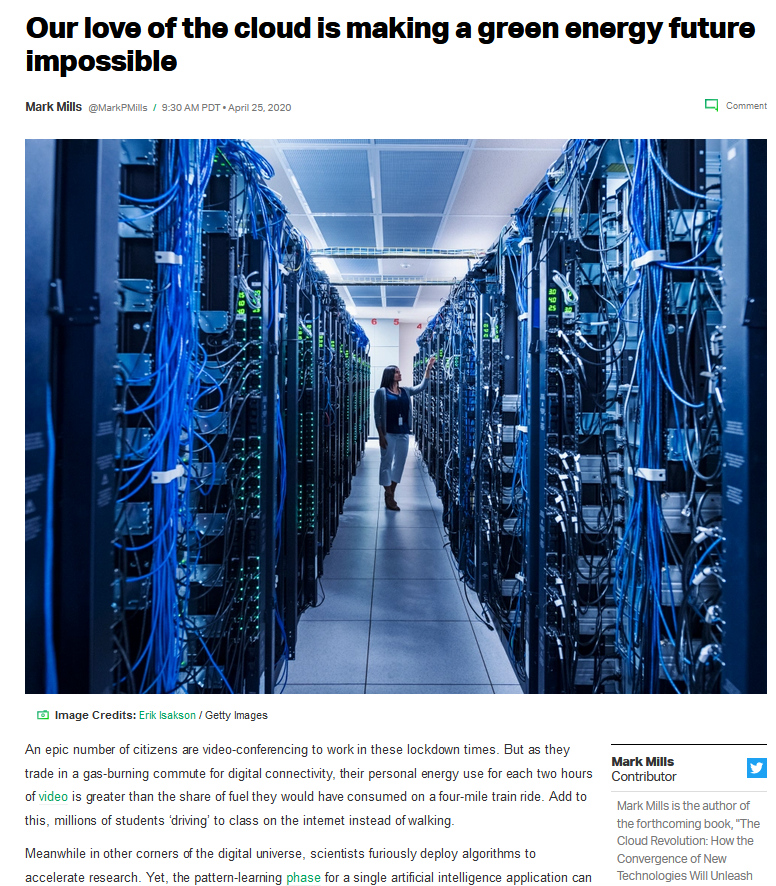 Our love of the cloud is making a green energy future
impossible
Mark Mills @MarkPMills / 9:30 AM PDT • April 25, 2020
Comment
6 5 4
Image Credits: Erik Isakson / Getty Images
An epic number of citizens are video-conferencing to work in these lockdown times. But as they
trade in a gas-burning commute for digital connectivity, their personal energy use for each two hours
of video is greater than the share of fuel they would have consumed on a four-mile train ride. Add to
this, millions of students ‘driving’ to class on the internet instead of walking.
Meanwhile in other corners of the digital universe, scientists furiously deploy algorithms to
accelerate research. Yet, the pattern-learning phase for a single artificial intelligence application can
Mark Mills
Contributor
Mark Mills is the author of
the forthcoming book, "The
Cloud Revolution: How the
Convergence of New
Technologies Will Unleash